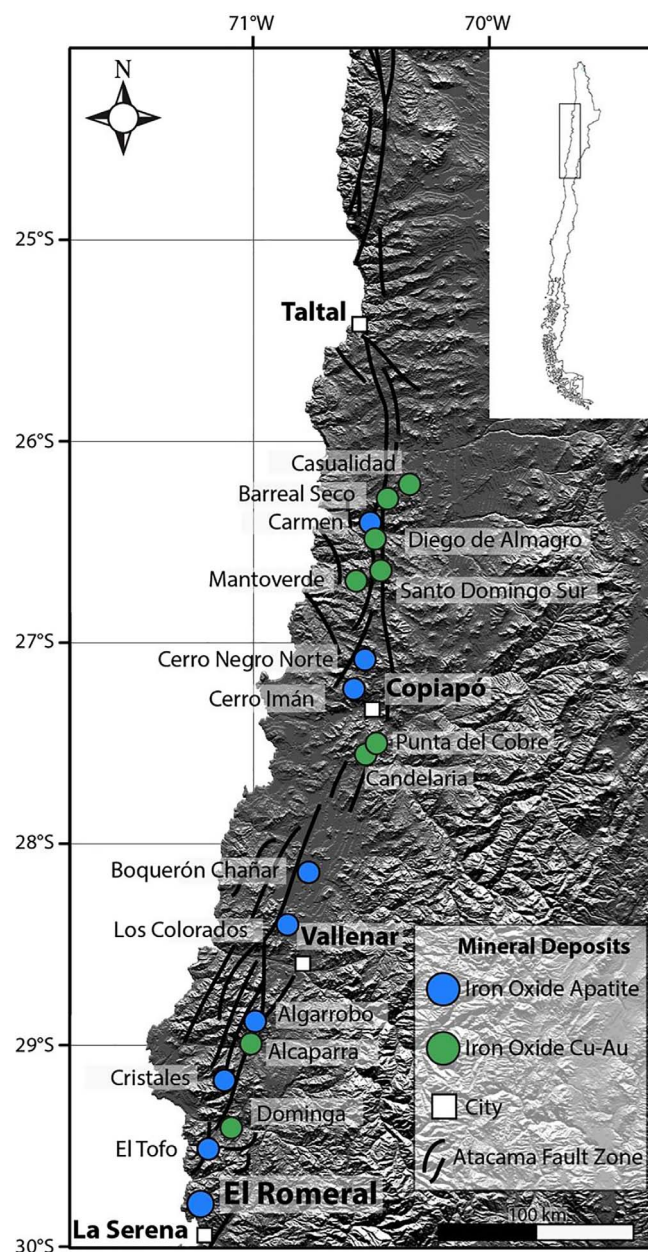 71°W 70°W
N
25°S
Taltal
26°S
Casualidad
Barreal Seco
Carmen
Diego de Almagro
Mantoverde
Santo Domingo Sur
27°S
Cerro Negro Norte
Cerro Imán
Copiapó
Punta del Cobre
Candelaria
28°S
Boquerón Chañar
Los Colorados
Vallenar
Mineral Deposits
Iron Oxide Apatite
Iron Oxide Cu-Au
City
Atacama Fault Zone
100 km
Algarrobo
29°S
Alcaparra
Cristales
Dominga
El Tofo
El Romeral
La Serena
30°S